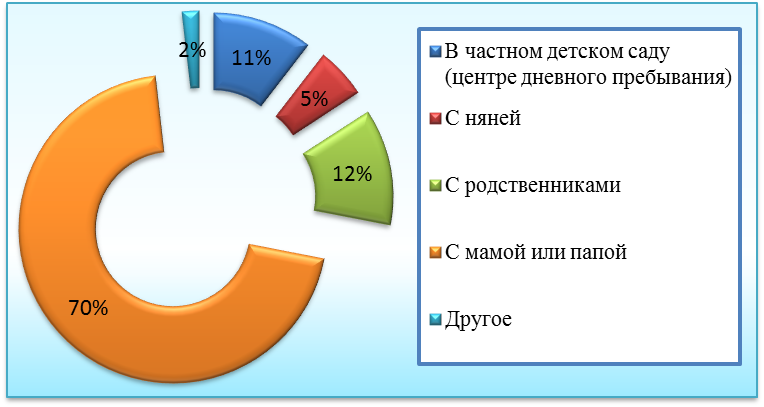 2%
11%
5%
12%
70%
В частном детском саду
(центре дневного пребывания)
С няней
С родственниками
С мамой или папой
Другое